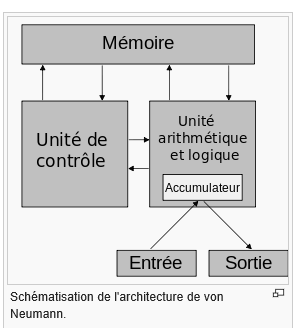 Mémoire
Unité de
contrôle
Unité
arithmétique
et logique
Accumulateur
Entrée
Sortie
Schématisation de l'architecture de von
Neumann.